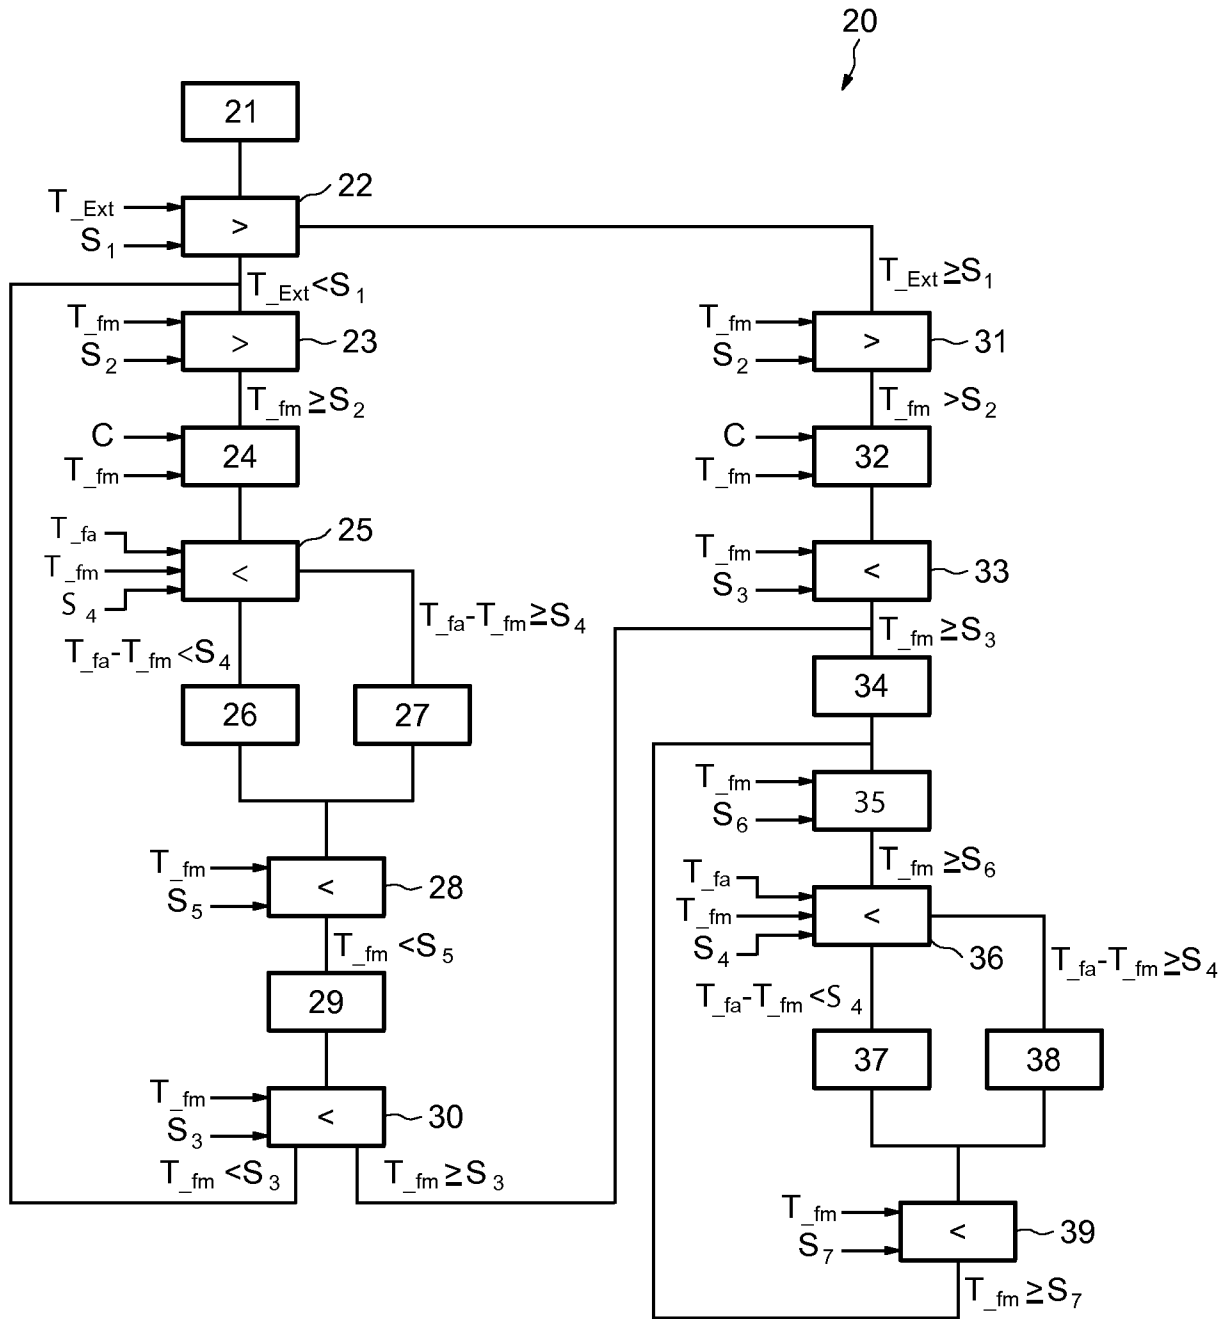 20
21
T_Ext
S1
>
22
T_Ext<S1
T_Ext≥S1
T_fm
S2
>
23
T_fm≥S2
T_fm
S2
>
31
T_fm >S2
C
T_fm
24
C
T_fm
32
T_fa
T_fm
S4
<
25
T_fa-T_fm<S4
T_fa-T_fm≥S4
T_fm
S3
<
33
T_fm≥S3
26
27
34
T_fm
S6
35
T_fm≥S6
T_fm
S5
<
28
T_fm<S5
T_fa
T_fm
S4
<
36
T_fa-T_fm<S4
T_fa-T_fm≥S4
29
37
38
T_fm
S3
<
30
T_fm<S3
T_fm≥S3
T_fm
S7
<
39
T_fm≥S7